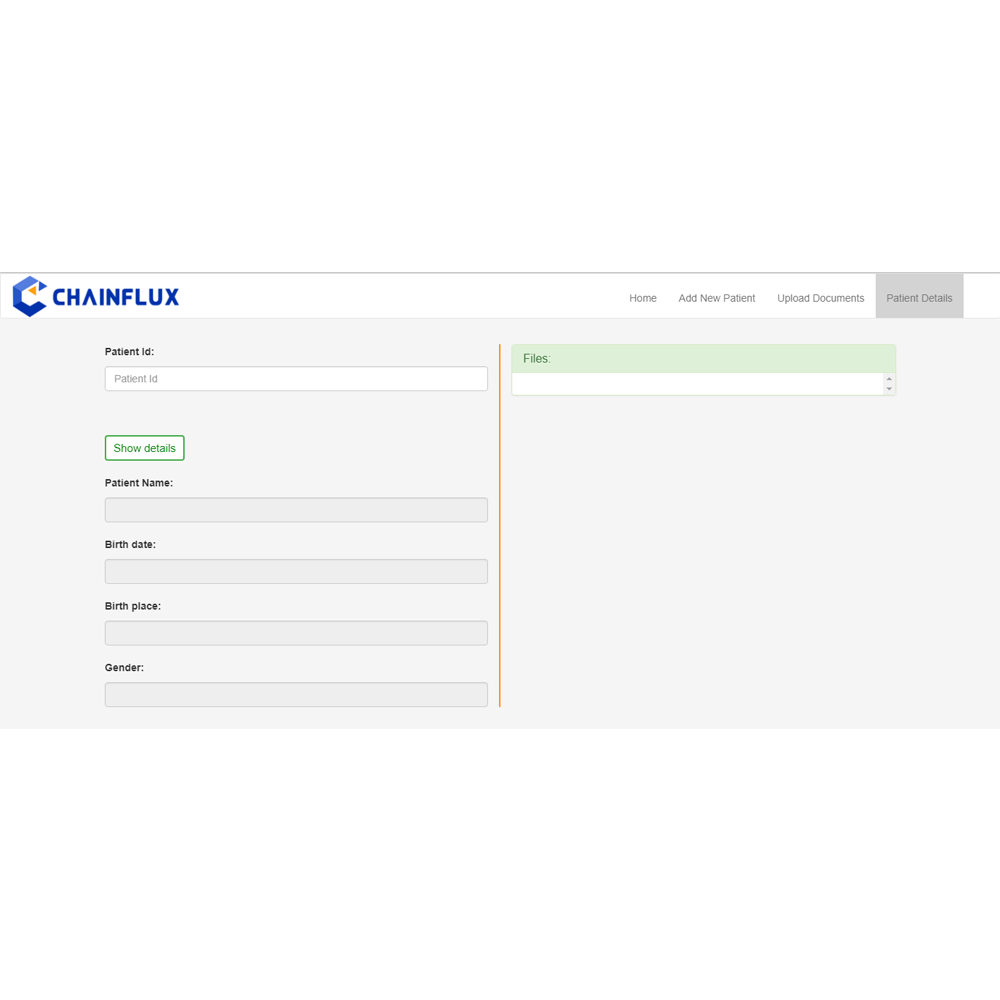 CHAINFLUX
Home Add New Patient Upload Documents Patient Details
Patient Id:
Patient Id
Show details
Patient Name:
Birth date:
Birth place:
Gender:
Files: